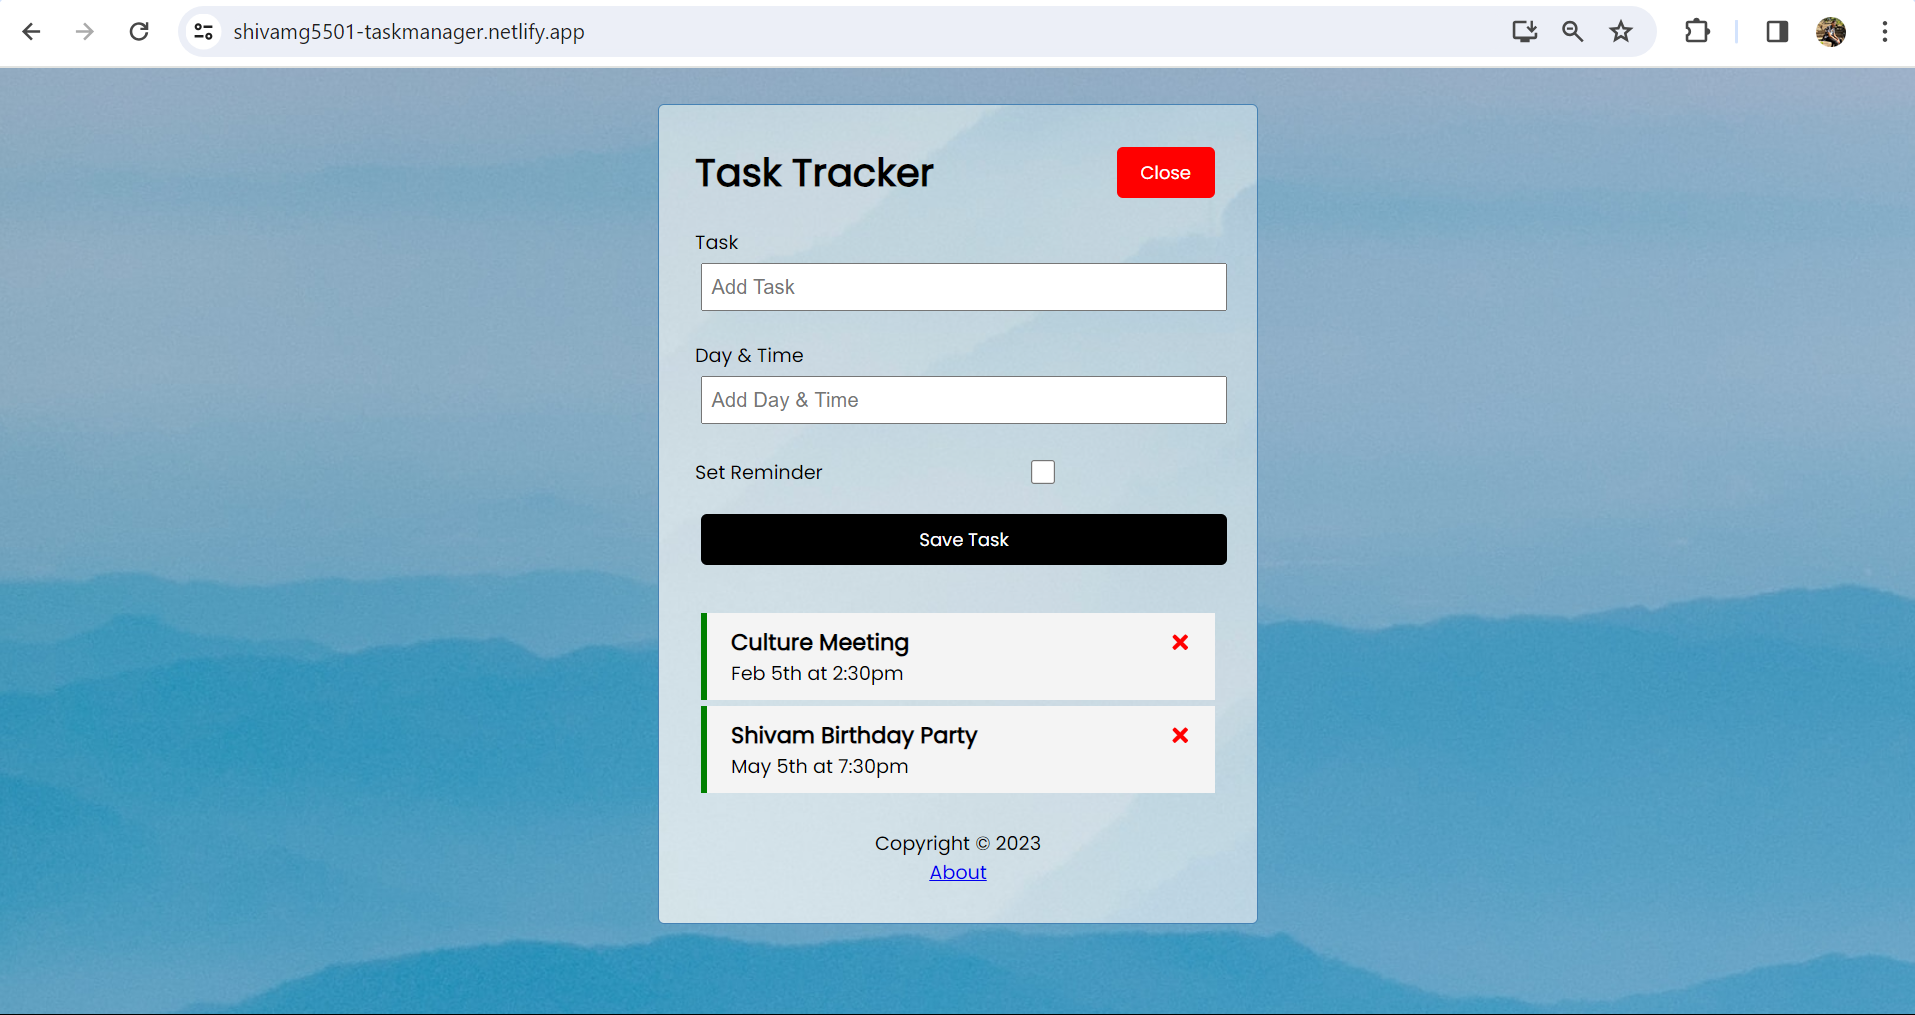 shivamg5501-taskmanager.netlify.app
Task Tracker
Close
Task
Add Task
Day & Time
Add Day & Time
Set Reminder
Save Task
Culture Meeting
Feb 5th at 2:30pm
Shivam Birthday Party
May 5th at 7:30pm
Copyright © 2023
About